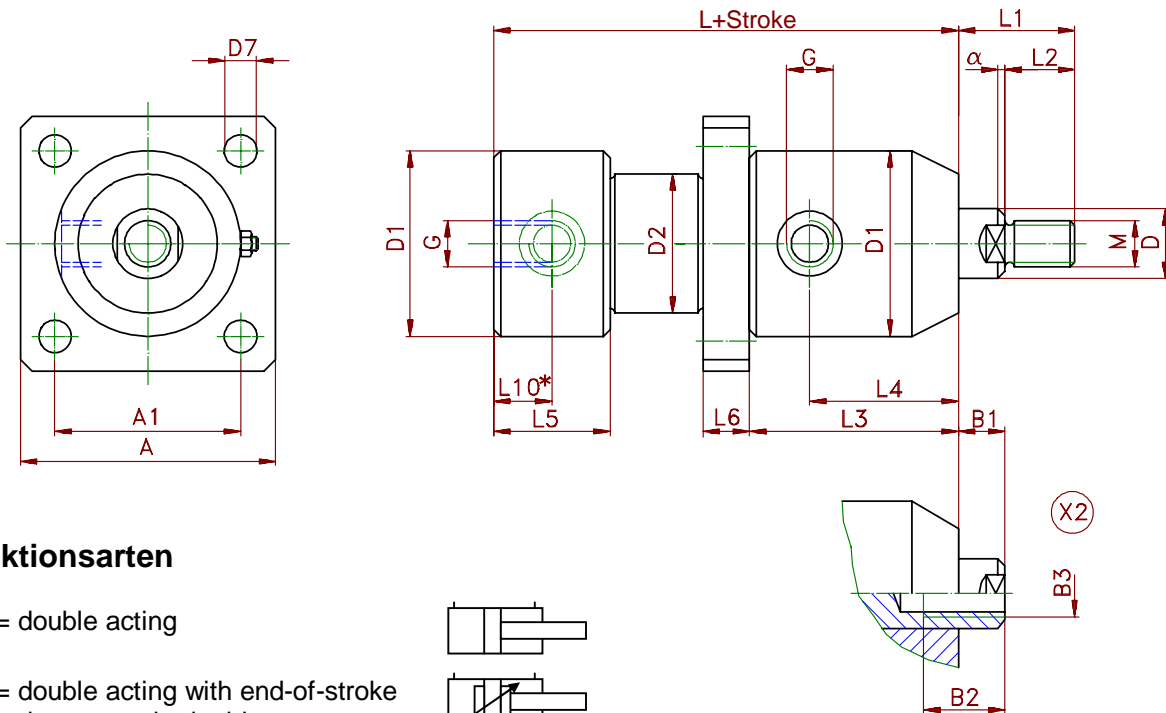 L+Stroke
L1
D7
G
α
L2
D1
G
D2
D1
M
D
L10*
L5
L4
L6
L3
B1
A1
A
X2
B3
B2
ktionsarten
= double acting
= double acting with end-of-stroke